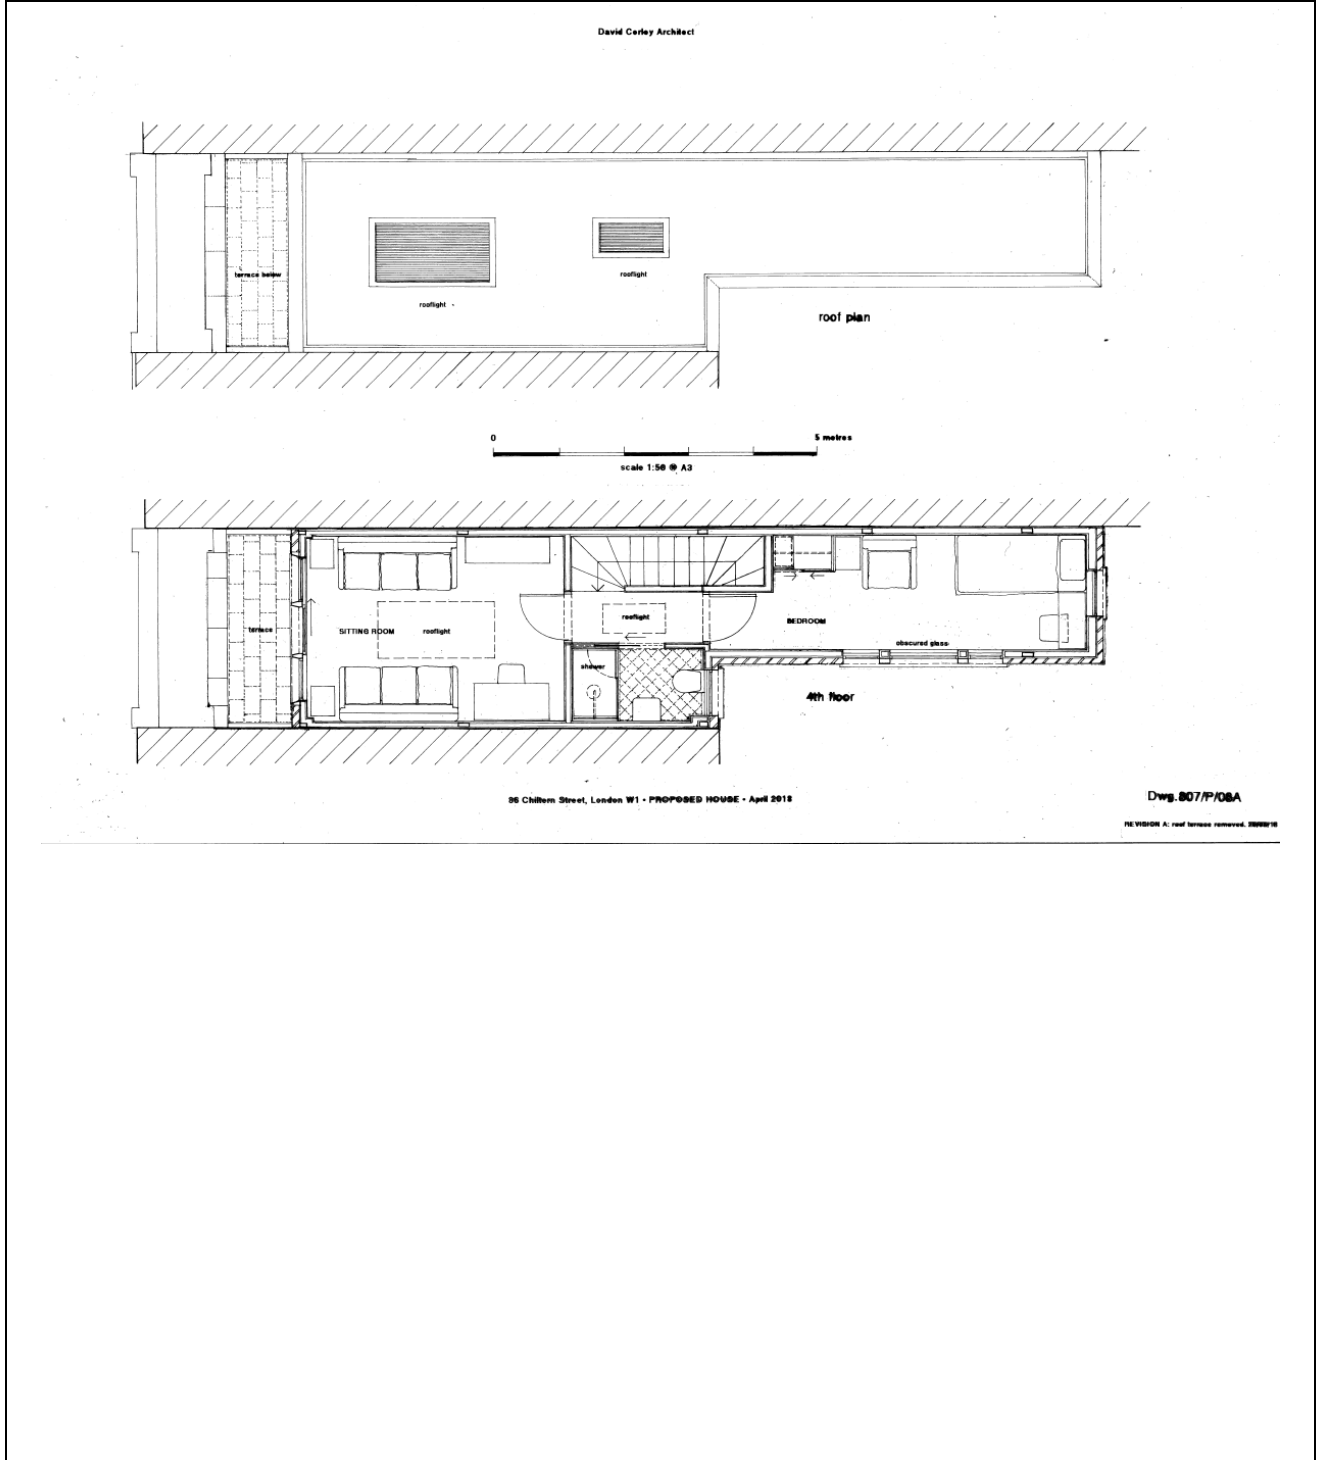 David Corley Architect
terrace below
rooflight
rooflight
roof plan
0
5 metres
scale 1:50 @ A3
terrace
SITTING ROOM
rooflight
rooflight
BEDROOM
obscured glass
shower
4th floor
96 Chiltern Street, London W1 • PROPOSED HOUSE • April 2018
Dwg.807/P/08A
REVISION A: roof terrace removed.